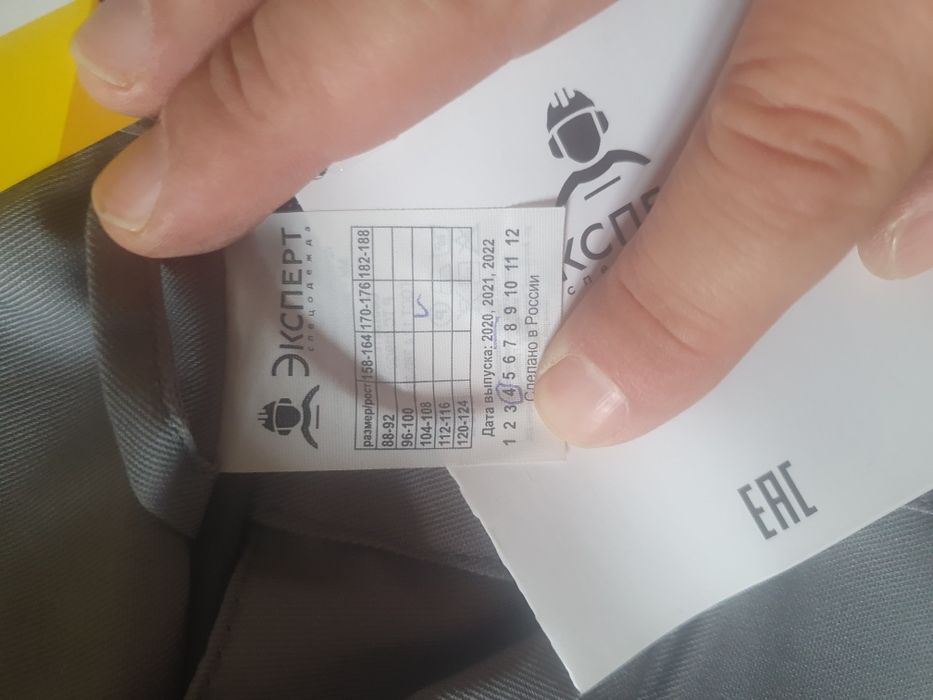 ЭКСПЕРТ
спецодежда
размер/рост 158-164 170-176 182-188
88-92
96-100
104-108 ✓
112-116
120-124
Дата выпуска: 2020, 2021, 2022
1 2 3 4 5 6 7 8 9 10 11 12
Сделано в России
КСПЕР
спе
EAC